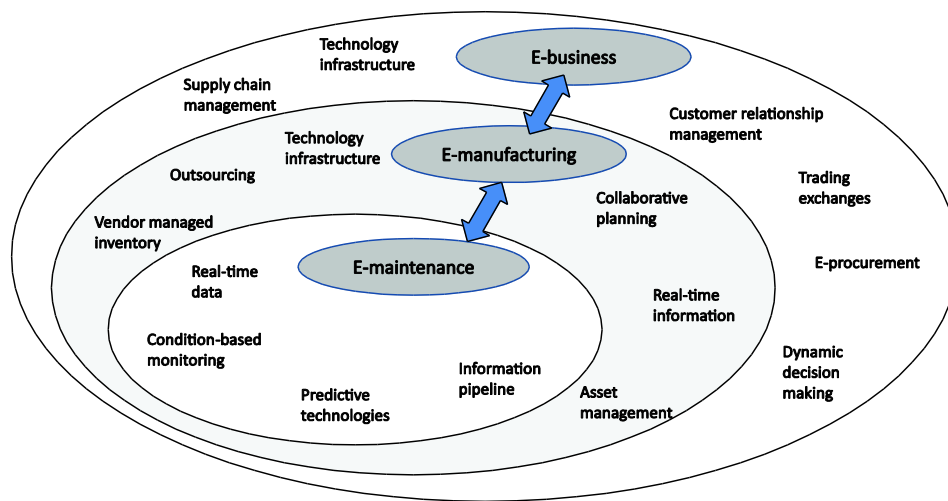 Technology
infrastructure
E-business
Supply chain
management
Customer relationship
management
Technology
infrastructure
E-manufacturing
Outsourcing
Trading
exchanges
Collaborative
planning
Vendor managed
inventory
E-maintenance
E-procurement
Real-time
data
Real-time
information
Condition-based
monitoring
Dynamic
decision
making
Information
pipeline
Predictive
technologies
Asset
management